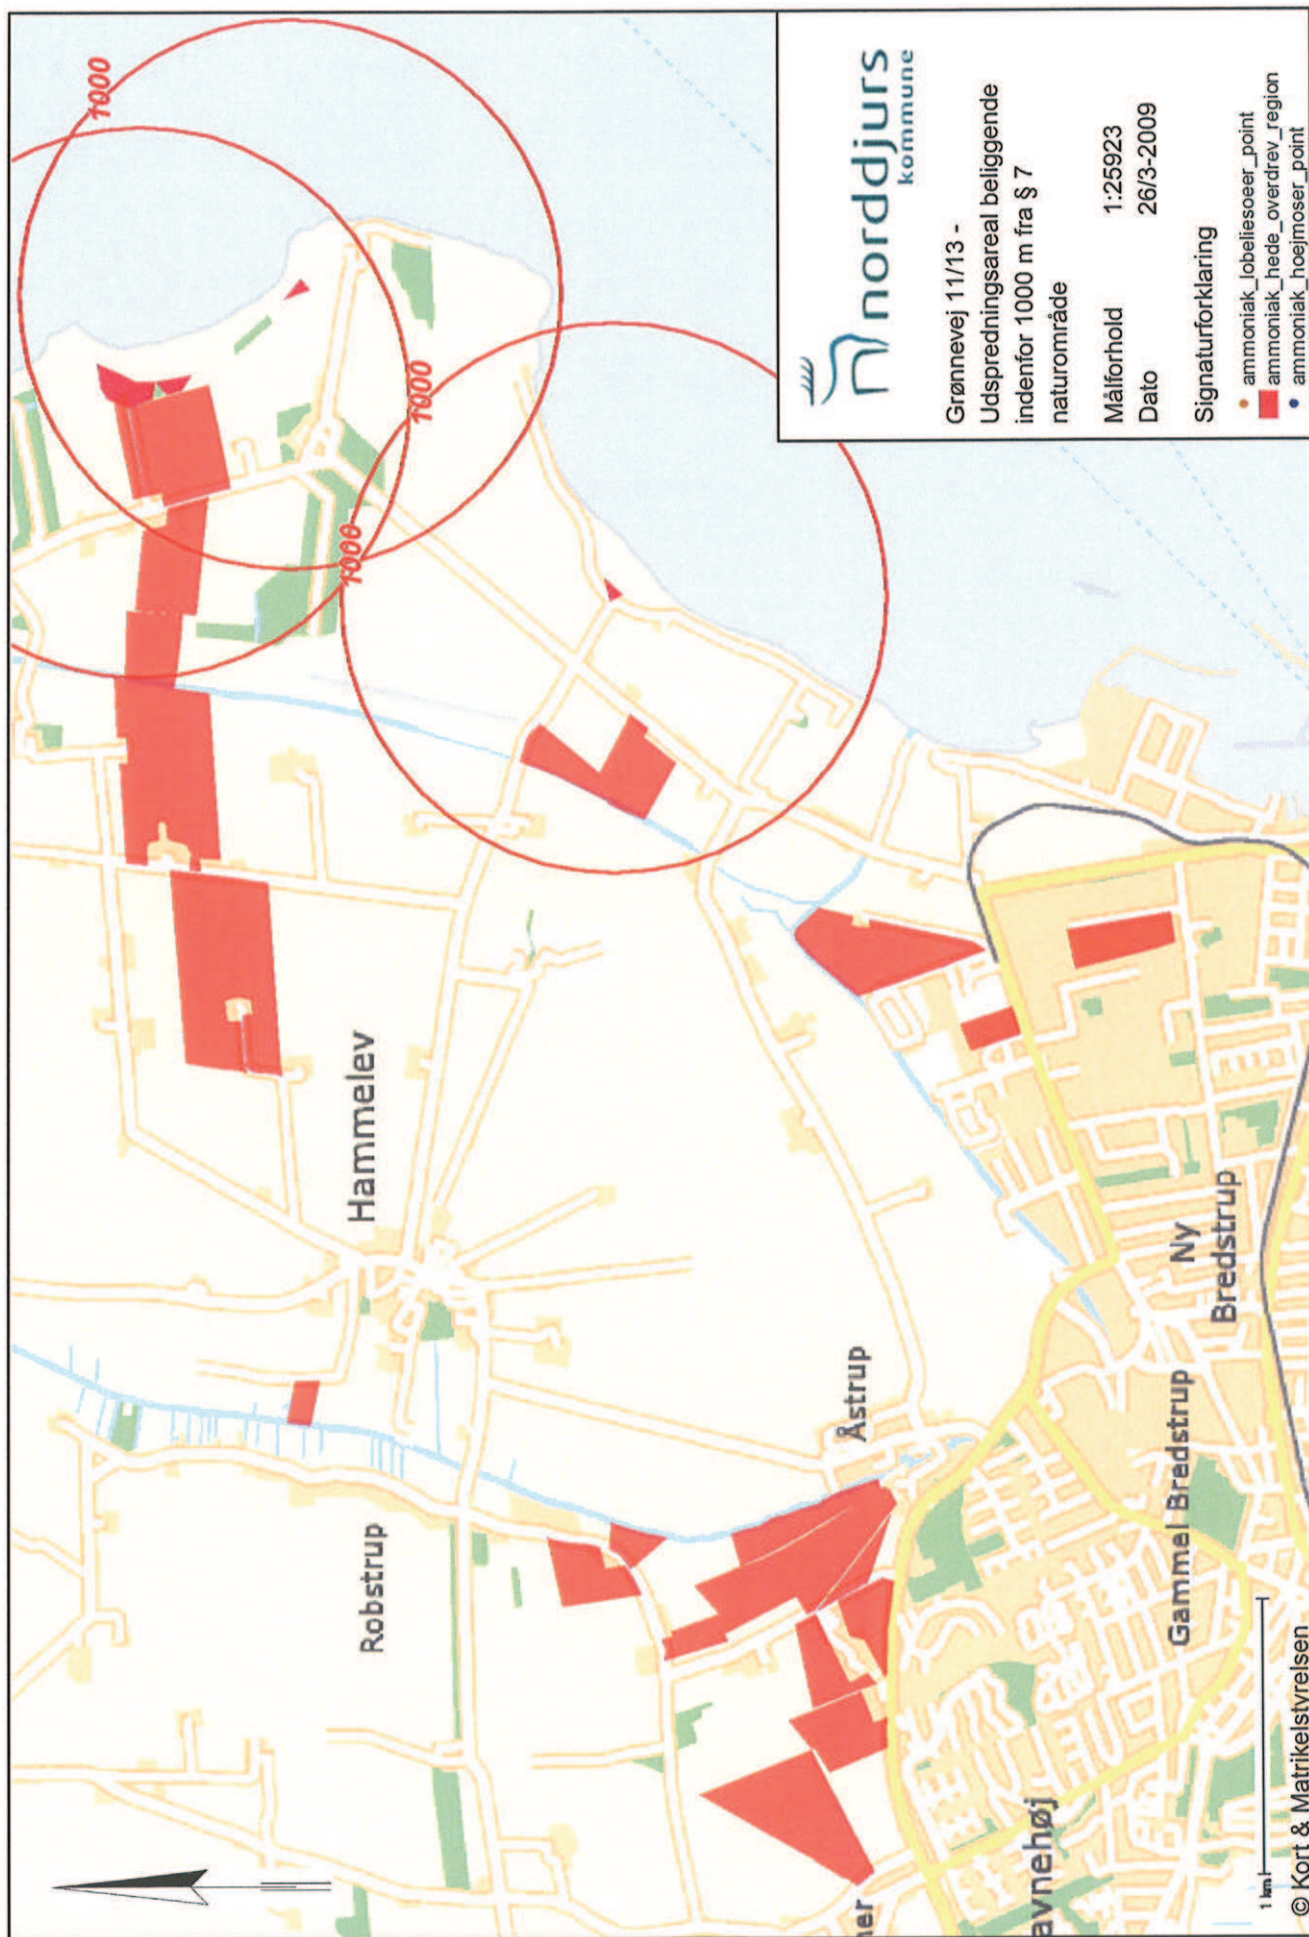 1000
1000
1000
Hammelev
Robstrup
Åstrup
Ny
Bredstrup
Gammel Bredstrup
avnehøj
ner
1 km
© Kort & Matrikelstyrelsen
norddjurs
kommune
Grønnevej 11/13 -
Udspredningsareal beliggende
indenfor 1000 m fra § 7
naturområde
Målforhold 1:25923
Dato 26/3-2009
Signaturforklaring
ammoniak_lobeliesoeer_point
ammoniak_hede_overdrev_region
ammoniak_hoejmoser_point